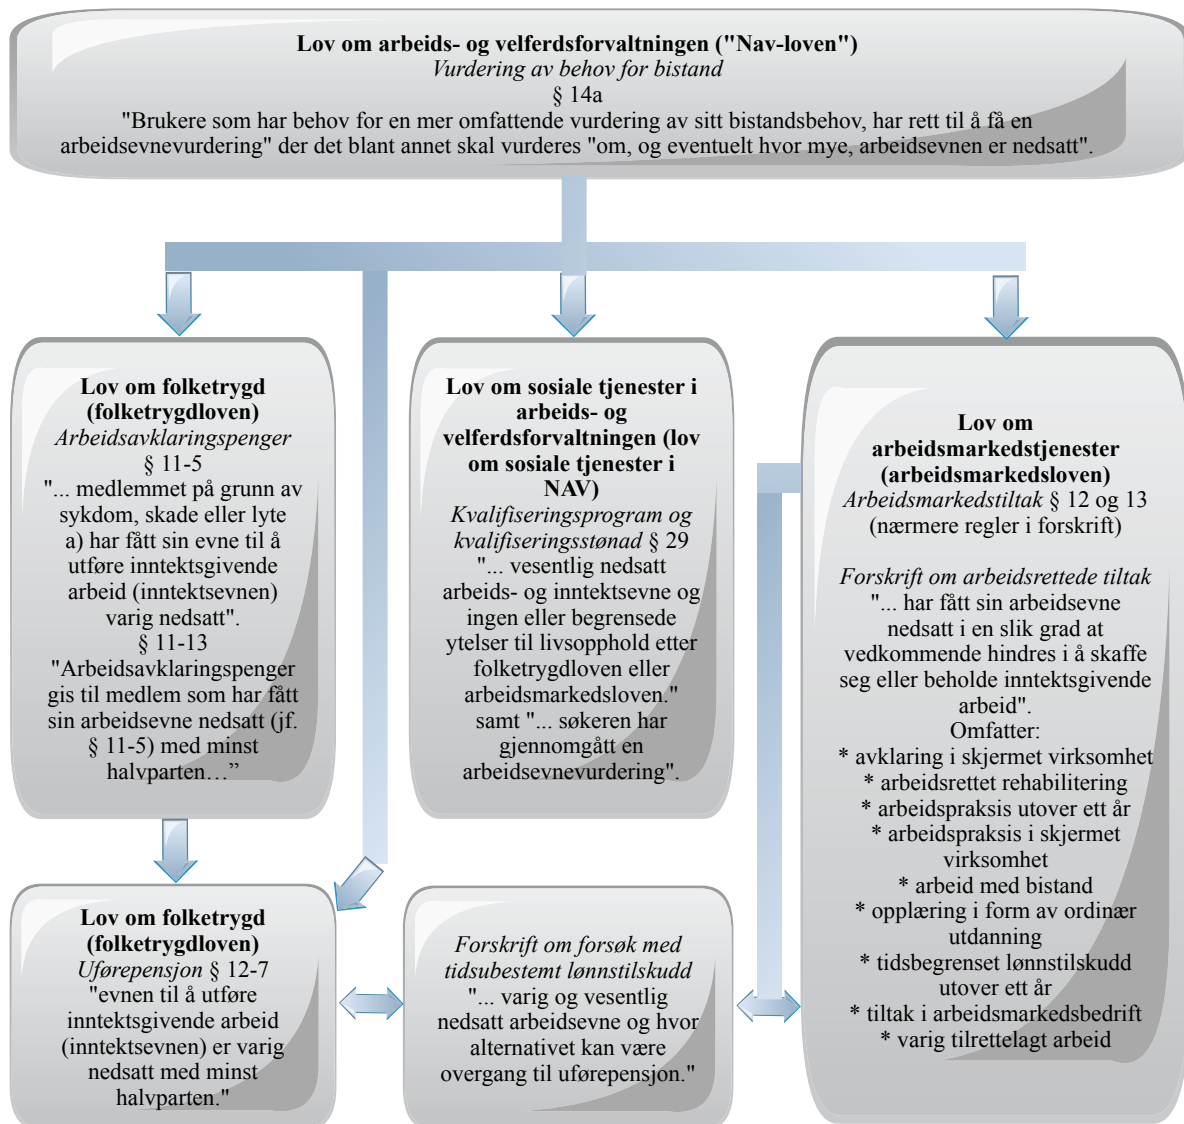 Lov om arbeids- og velferdsforvaltningen ("Nav-loven")
Vurdering av behov for bistand
§ 14a
"Brukere som har behov for en mer omfattende vurdering av sitt bistandsbehov, har rett til å få en
arbeidsevnevurdering" der det blant annet skal vurderes "om, og eventuelt hvor mye, arbeidsevnen er nedsatt".
Lov om folketrygd
(folketrygdloven)
Arbeidsavklaringspenger
§ 11-5
"... medlemmet på grunn av
sykdom, skade eller lyte
a) har fått sin evne til å
utføre inntektsgivende
arbeid (inntektsevnen)
varig nedsatt".
§ 11-13
"Arbeidsavklaringspenger
gis til medlem som har fått
sin arbeidsevne nedsatt (jf.
§ 11-5) med minst
halvparten…”
Lov om sosiale tjenester i
arbeids- og
velferdsforvaltningen (lov
om sosiale tjenester i
NAV)
Kvalifiseringsprogram og
kvalifiseringsstønad § 29
"... vesentlig nedsatt
arbeids- og inntektsevne og
ingen eller begrensede
ytelser til livsopphold etter
folketrygdloven eller
arbeidsmarkedsloven."
samt "... søkeren har
gjennomgått en
arbeidsevnevurdering".
Lov om
arbeidsmarkedstjenester
(arbeidsmarkedsloven)
Arbeidsmarkedstiltak § 12 og 13
(nærmere regler i forskrift)
Forskrift om arbeidsrettede tiltak
"... har fått sin arbeidsevne
nedsatt i en slik grad at
vedkommende hindres i å skaffe
seg eller beholde inntektsgivende
arbeid".
Omfatter:
* avklaring i skjermet virksomhet
* arbeidsrettet rehabilitering
* arbeidspraksis utover ett år
* arbeidspraksis i skjermet
virksomhet
* arbeid med bistand
* opplæring i form av ordinær
utdanning
* tidsbegrenset lønnstilskudd
utover ett år
* tiltak i arbeidsmarkedsbedrift
* varig tilrettelagt arbeid
Lov om folketrygd
(folketrygdloven)
Uførepensjon § 12-7
"evnen til å utføre
inntektsgivende arbeid
(inntektsevnen) er varig
nedsatt med minst
halvparten."
Forskrift om forsøk med
tidsubestemt lønnstilskudd
"... varig og vesentlig
nedsatt arbeidsevne og hvor
alternativet kan være
overgang til uførepensjon."